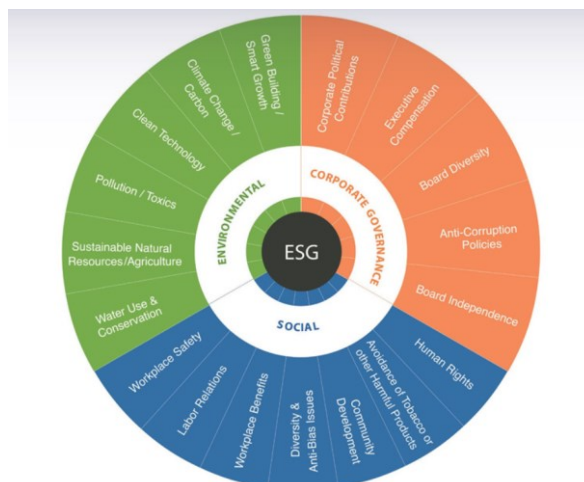 ESG
ENVIRONMENTAL
Green Building /
Smart Growth
Climate Change /
Carbon
Clean Technology
Pollution / Toxics
Sustainable Natural
Resources/Agriculture
Water Use &
Conservation
CORPORATE GOVERNANCE
Corporate Political
Contributions
Executive
Compensation
Board Diversity
Anti-Corruption
Policies
Board Independence
SOCIAL
Workplace Safety
Labor Relations
Workplace Benefits
Diversity &
Anti-Bias Issues
Community
Development
Avoidance of Tobacco or
other Harmful Products
Human Rights